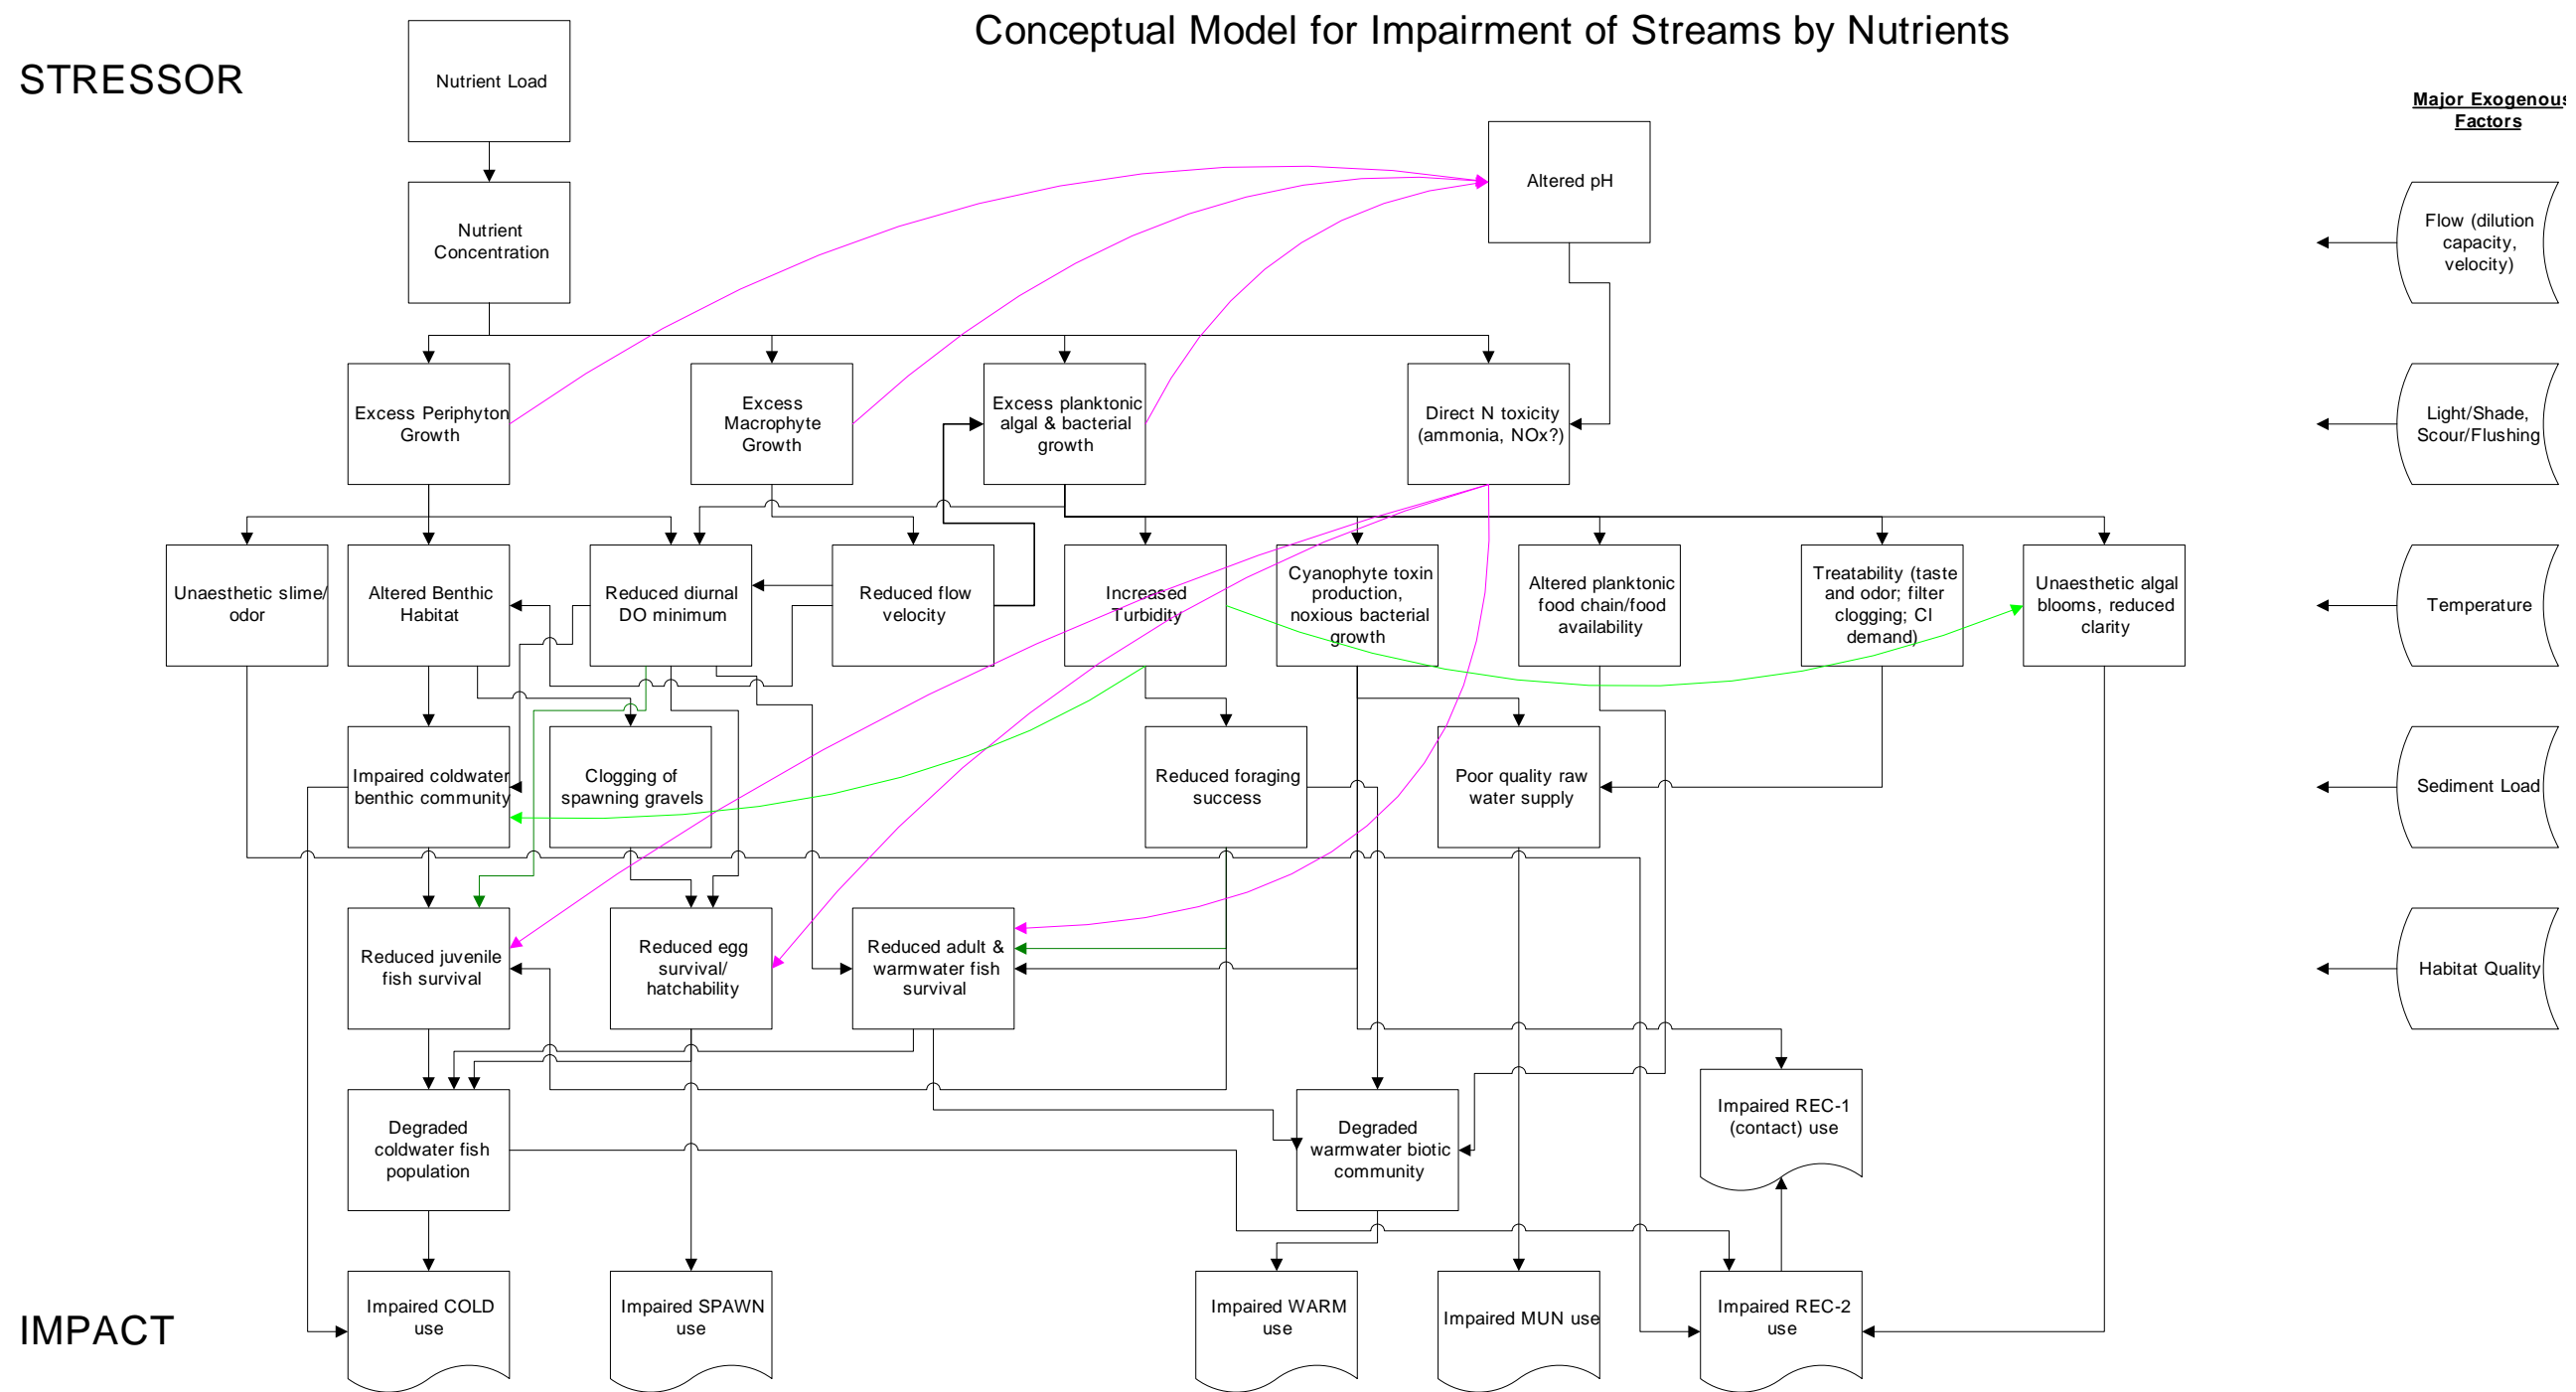 Conceptual Model for Impairment of Streams by Nutrients
STRESSOR
Nutrient Load
Major Exogenous
Factors
Altered pH
Nutrient
Concentration
Flow (dilution
capacity,
velocity)
Excess Periphyton
Growth
Excess
Macrophyte
Growth
Excess planktonic
algal & bacterial
growth
Direct N toxicity
(ammonia, NOx?)
Light/Shade,
Scour/Flushing
Unaesthetic slime/
odor
Altered Benthic
Habitat
Reduced diurnal
DO minimum
Reduced flow
velocity
Increased
Turbidity
Cyanophyte toxin
production,
noxious bacterial
growth
Altered planktonic
food chain/food
availability
Treatability (taste
and odor; filter
clogging; Cl
demand)
Unaesthetic algal
blooms, reduced
clarity
Temperature
Impaired coldwater
benthic community
Clogging of
spawning gravels
Reduced foraging
success
Poor quality raw
water supply
Sediment Load
Reduced juvenile
fish survival
Reduced egg
survival/
hatchability
Reduced adult &
warmwater fish
survival
Habitat Quality
Degraded
coldwater fish
population
Degraded
warmwater biotic
community
Impaired REC-1
(contact) use
IMPACT
Impaired COLD
use
Impaired SPAWN
use
Impaired WARM
use
Impaired MUN use
Impaired REC-2
use